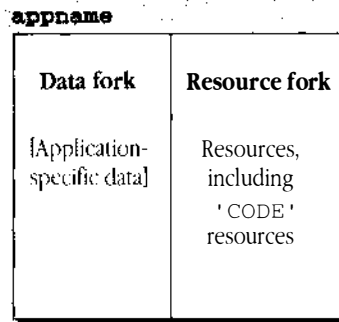 appname
Data fork
[Application-
specific data]
Resource fork
Resources,
including
'CODE'
resources